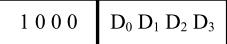 1 0 0 0 D₀ D₁ D₂ D₃